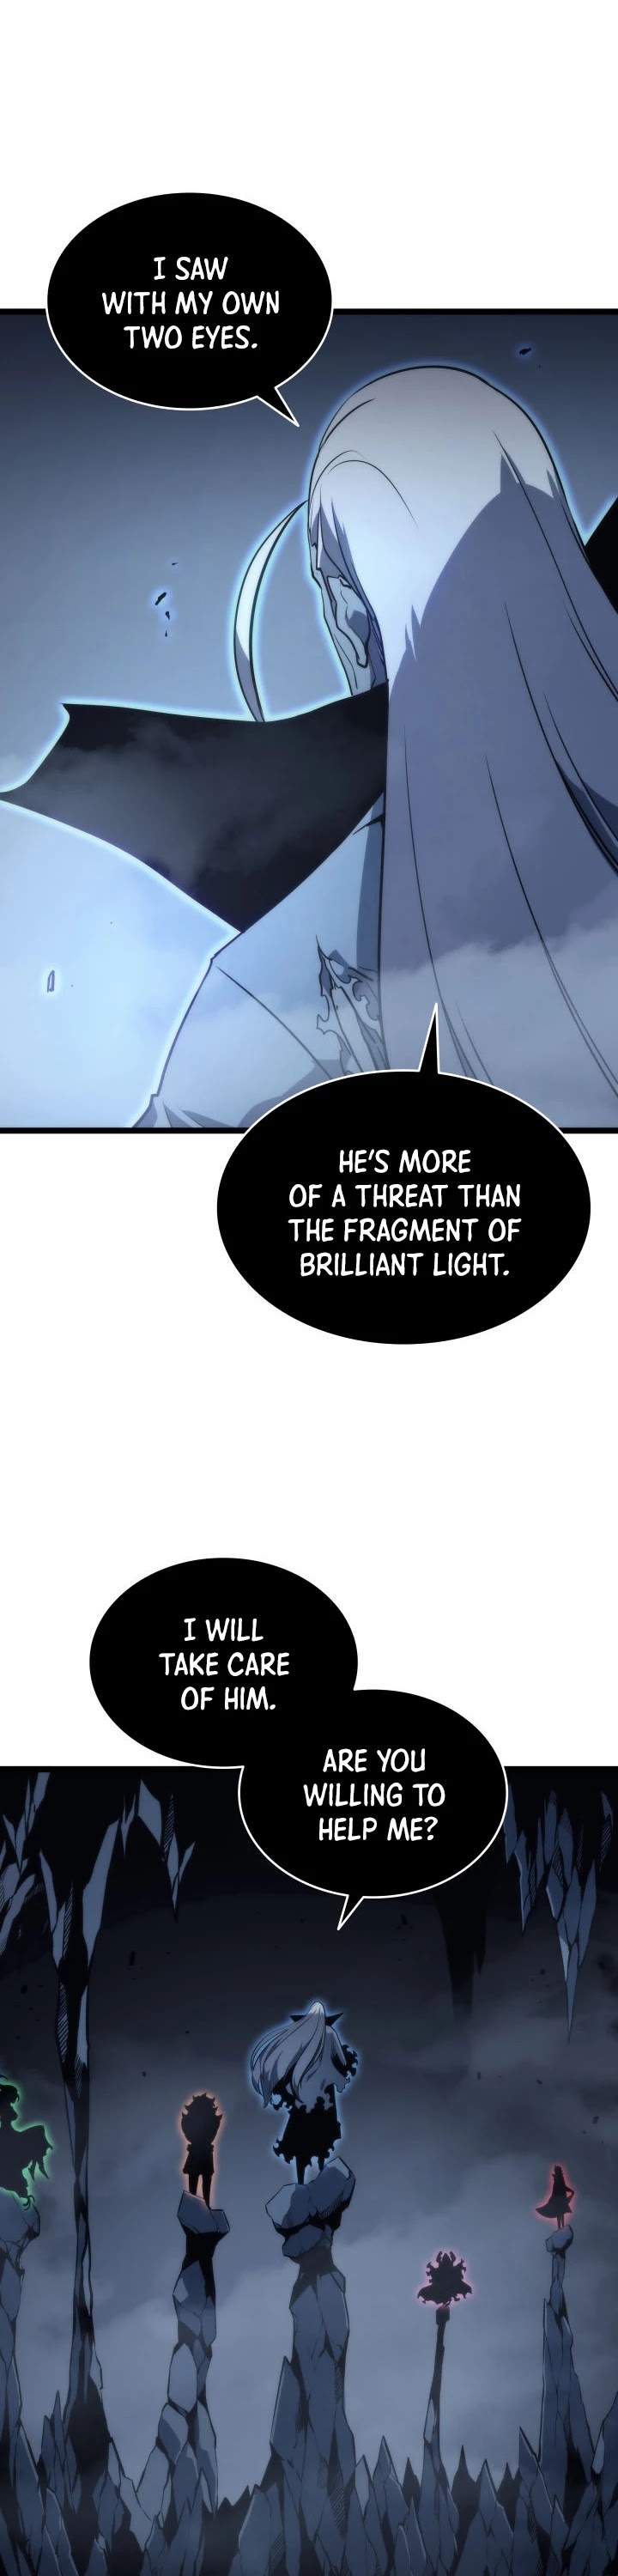 I SAW
WITH MY OWN
TWO EYES.
HE'S MORE
OF A THREAT THAN
THE FRAGMENT OF
BRILLIANT LIGHT.
I WILL
TAKE CARE
OF HIM.
ARE YOU
WILLING TO
HELP ME?